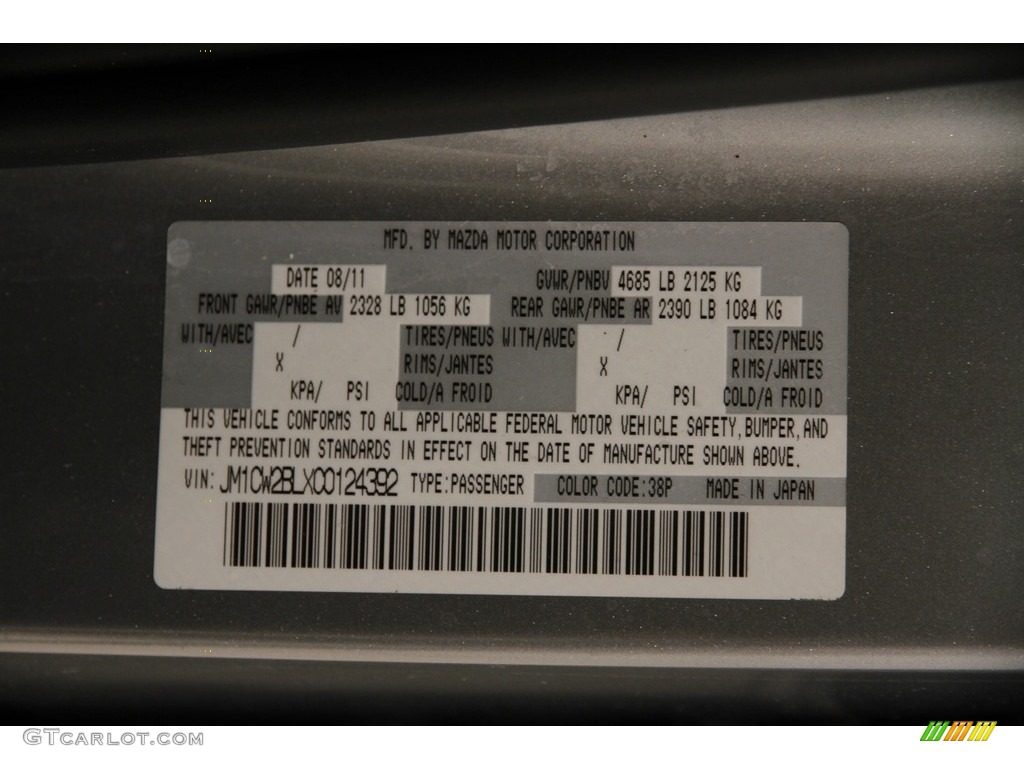 MFD. BY MAZDA MOTOR CORPORATION
DATE 08/11 GVWR/PNBV 4685 LB 2125 KG
FRONT GAWR/PNBE AV 2328 LB 1056 KG REAR GAWR/PNBE AR 2390 LB 1084 KG
WITH/AVEC / TIRES/PNEUS WITH/AVEC / TIRES/PNEUS
X RIMS/JANTES X RIMS/JANTES
KPA/ PSI COLD/A FROID KPA/ PSI COLD/A FROID
THIS VEHICLE CONFORMS TO ALL APPLICABLE FEDERAL MOTOR VEHICLE SAFETY,BUMPER,AND
THEFT PREVENTION STANDARDS IN EFFECT ON THE DATE OF MANUFACTURE SHOWN ABOVE.
VIN: JM1CW2BLXC0124392 TYPE:PASSENGER COLOR CODE:38P MADE IN JAPAN
GTCARLOT.COM